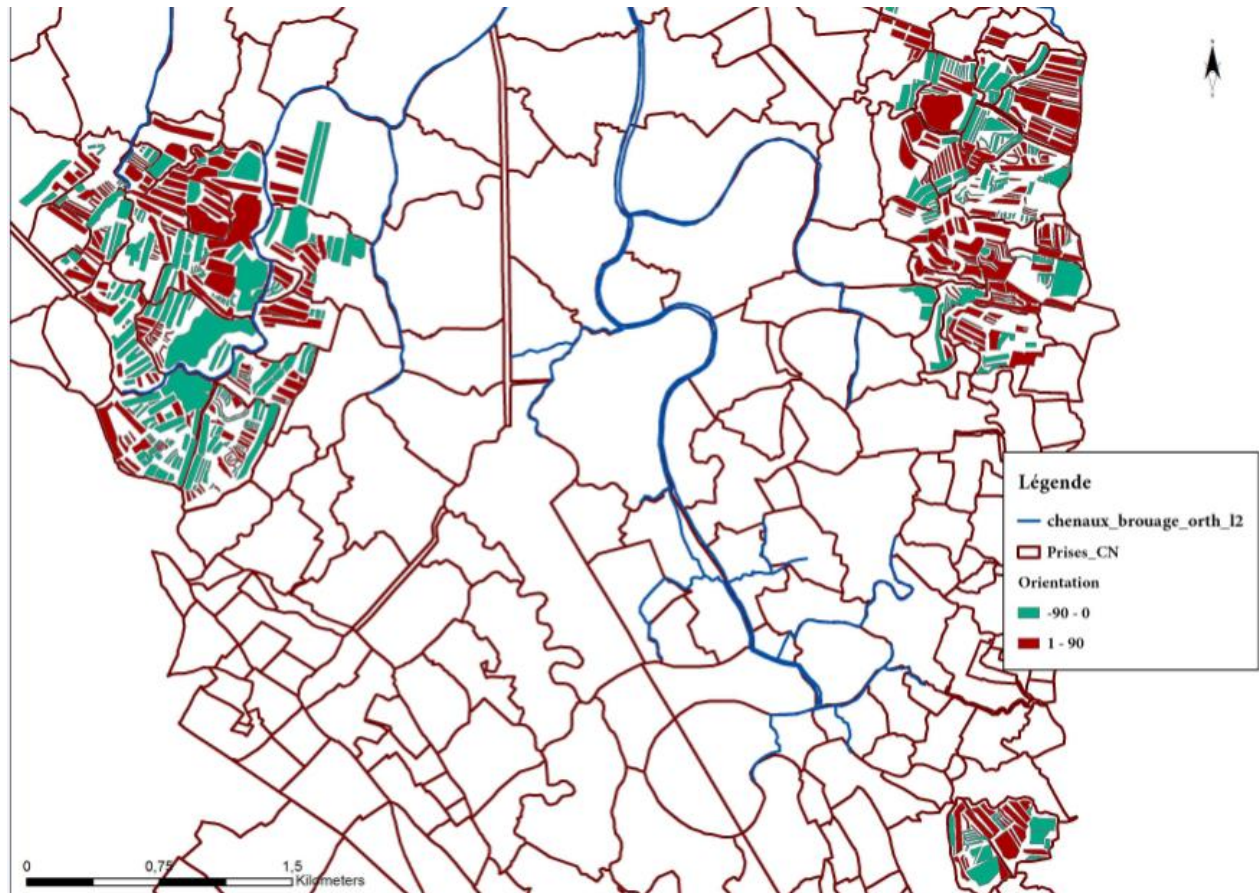 Légende
chenaux_brouage_orth_l2
Prises_CN
Orientation
-90 - 0
1 - 90
0 0,75 1,5
Kilometers